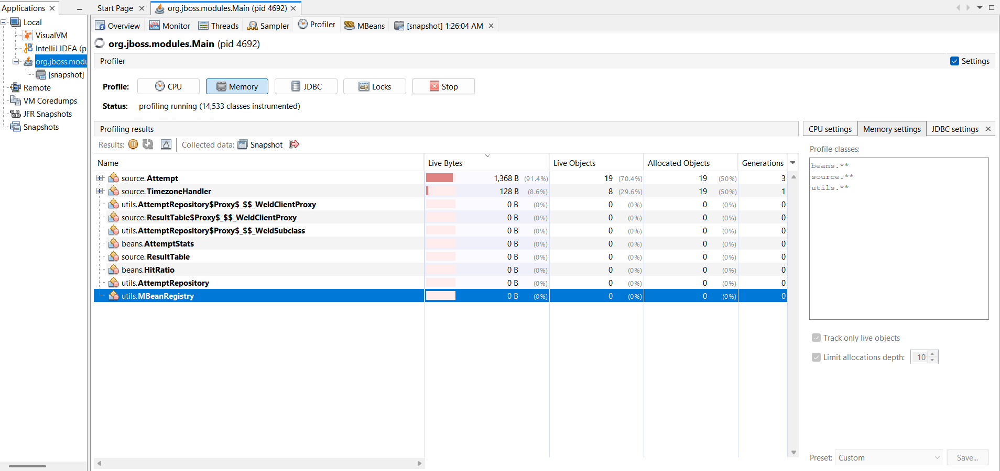 Applications
Start Page
org.jboss.modules.Main (pid 4692)
Local
VisualVM
IntelliJ IDEA (p
org.jboss.modu
[snapshot]
Remote
VM Coredumps
JFR Snapshots
Snapshots
Overview Monitor Threads Sampler Profiler MBeans [snapshot] 1:26:04 AM
org.jboss.modules.Main (pid 4692)
Profiler Settings
Profile: CPU Memory JDBC Locks Stop
Status: profiling running (14,533 classes instrumented)
Profiling results
Results: Collected data: Snapshot
Name Live Bytes Live Objects Allocated Objects Generations
source.Attempt 1,368 B (91.4%) 19 (70.4%) 19 (50%) 3
source.TimezoneHandler 128 B (8.6%) 8 (29.6%) 19 (50%) 1
utils.AttemptRepository$Proxy$_$$_WeldClientProxy 0 B (0%) 0 (0%) 0 (0%) 0
source.ResultTable$Proxy$_$$_WeldClientProxy 0 B (0%) 0 (0%) 0 (0%) 0
utils.AttemptRepository$Proxy$_$$_WeldSubclass 0 B (0%) 0 (0%) 0 (0%) 0
beans.AttemptStats 0 B (0%) 0 (0%) 0 (0%) 0
source.ResultTable 0 B (0%) 0 (0%) 0 (0%) 0
beans.HitRatio 0 B (0%) 0 (0%) 0 (0%) 0
utils.AttemptRepository 0 B (0%) 0 (0%) 0 (0%) 0
utils.MBeanRegistry 0 B (0%) 0 (0%) 0 (0%) 0
CPU settings Memory settings JDBC settings
Profile classes:
beans.**
source.**
utils.**
Track only live objects
Limit allocations depth: 10
Preset: Custom Save...